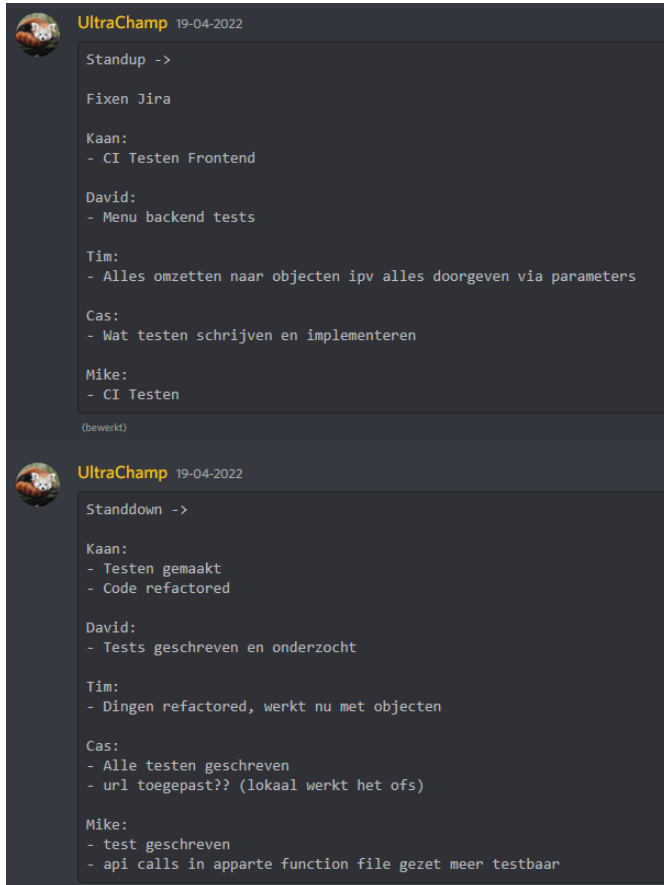 UltraChamp 19-04-2022
Standup ->
Fixen Jira
Kaan:
- CI Testen Frontend
David:
- Menu backend tests
Tim:
- Alles omzetten naar objecten ipv alles doorgeven via parameters
Cas:
- Wat testen schrijven en implementeren
Mike:
- CI Testen
(bewerkt)
UltraChamp 19-04-2022
Standdown ->
Kaan:
- Testen gemaakt
- Code refactored
David:
- Tests geschreven en onderzocht
Tim:
- Dingen refactored, werkt nu met objecten
Cas:
- Alle testen geschreven
- url toegepast?? (lokaal werkt het ofs)
Mike:
- test geschreven
- api calls in apparte function file gezet meer testbaar